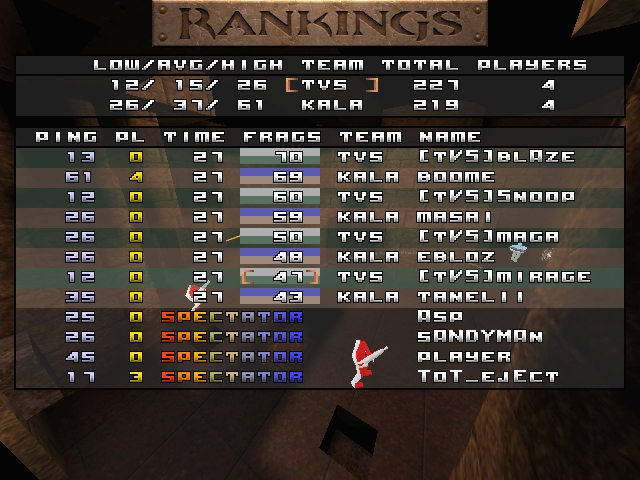 RANKINGS
LOW/AVG/HIGH TEAM TOTAL PLAYERS
12/ 15/ 26 [TVS ] 227 4
26/ 37/ 61 KALA 219 4
PING PL TIME FRAGS TEAM NAME
13 0 27 70 TVS [TVS]BLAZE
61 4 27 69 KALA BOOME
12 0 27 60 TVS [TVS]SNOOP
26 0 27 59 KALA MASAI
26 0 27 50 TVS [TVS]MAGA
26 0 27 48 KALA EBLOZ
12 0 27 [ 47 ] TVS [TVS]MIRAGE
35 0 27 43 KALA TANELII
25 0 SPECTATOR ASP
26 0 SPECTATOR sANDYMAN
45 0 SPECTATOR PLAYER
17 3 SPECTATOR ToT_EJECT